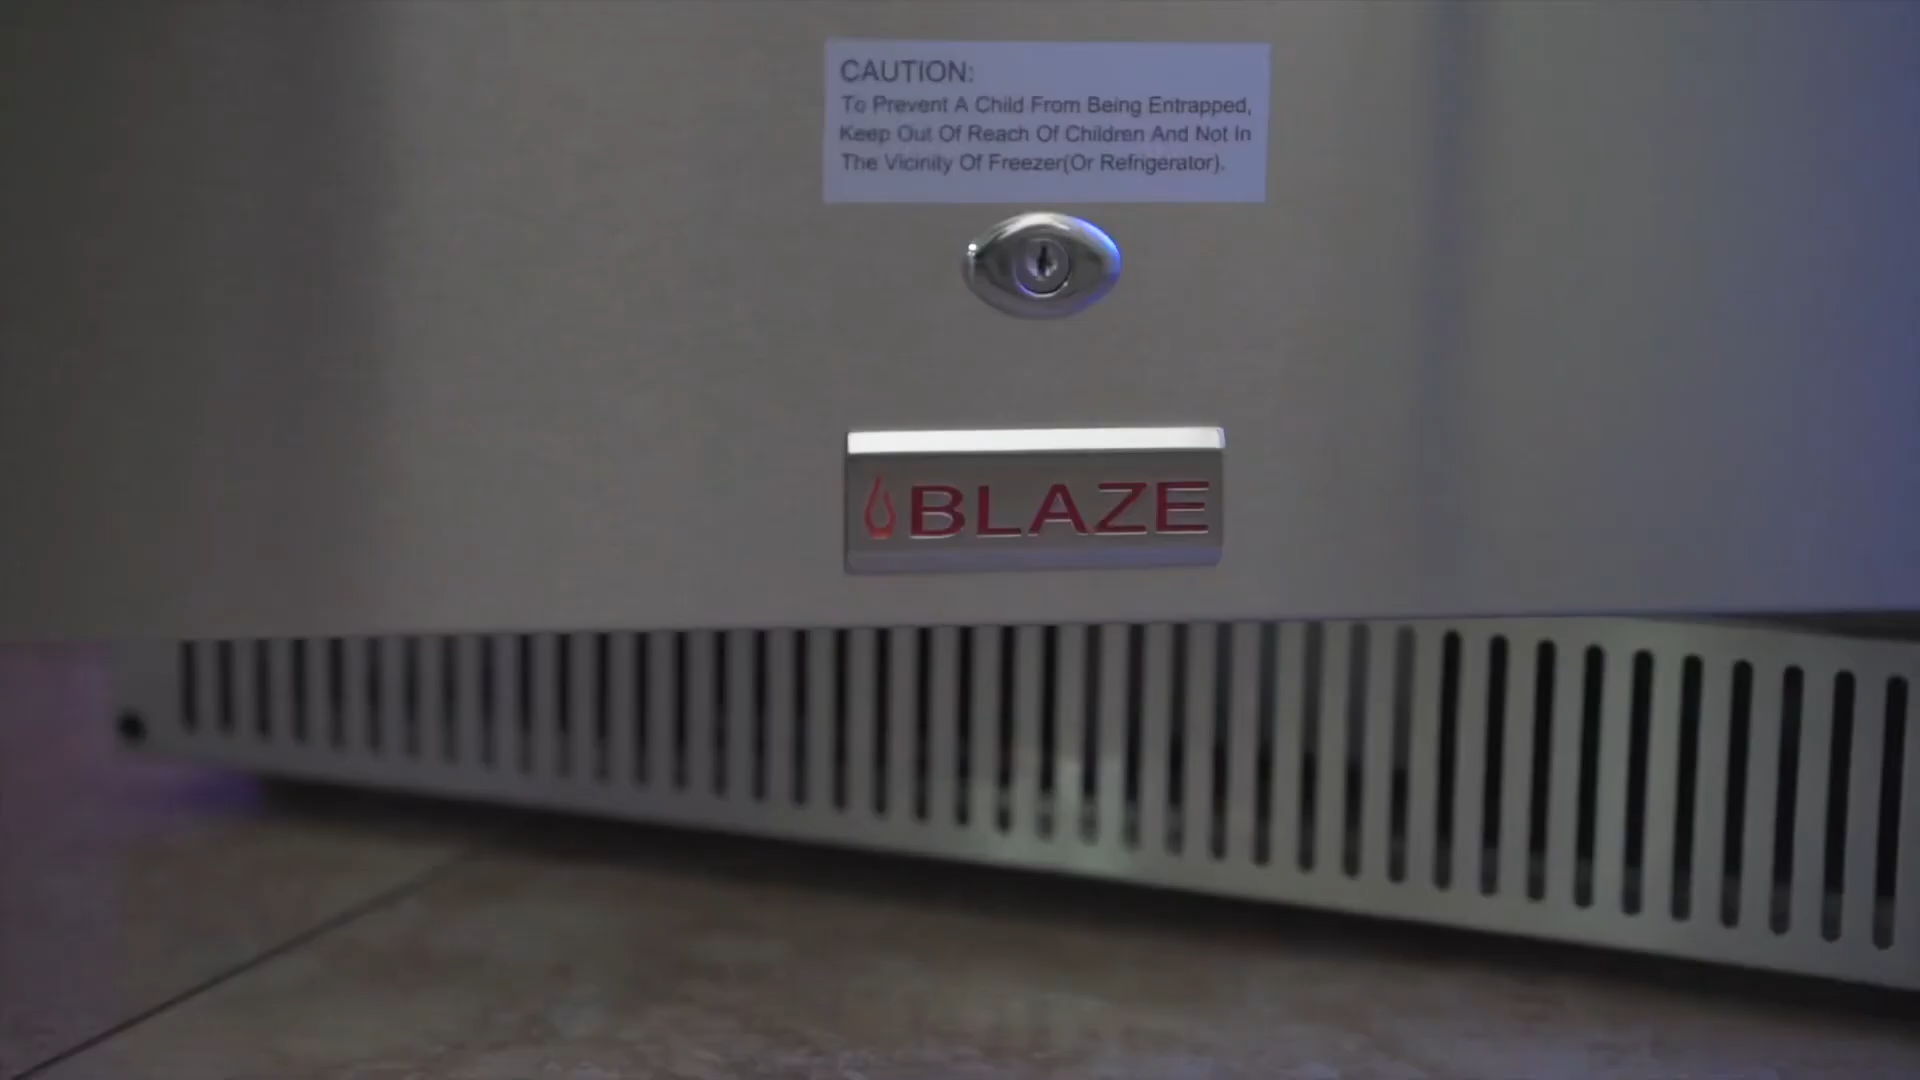 CAUTION:
To Prevent A Child From Being Entrapped,
Keep Out Of Reach Of Children And Not In
The Vicinity Of Freezer(Or Refrigerator).
BLAZE